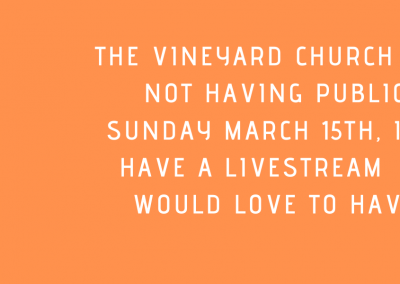 THE VINEYARD CHURCH
NOT HAVING PUBLIC
SUNDAY MARCH 15TH,
HAVE A LIVESTREAM
WOULD LOVE TO HAV